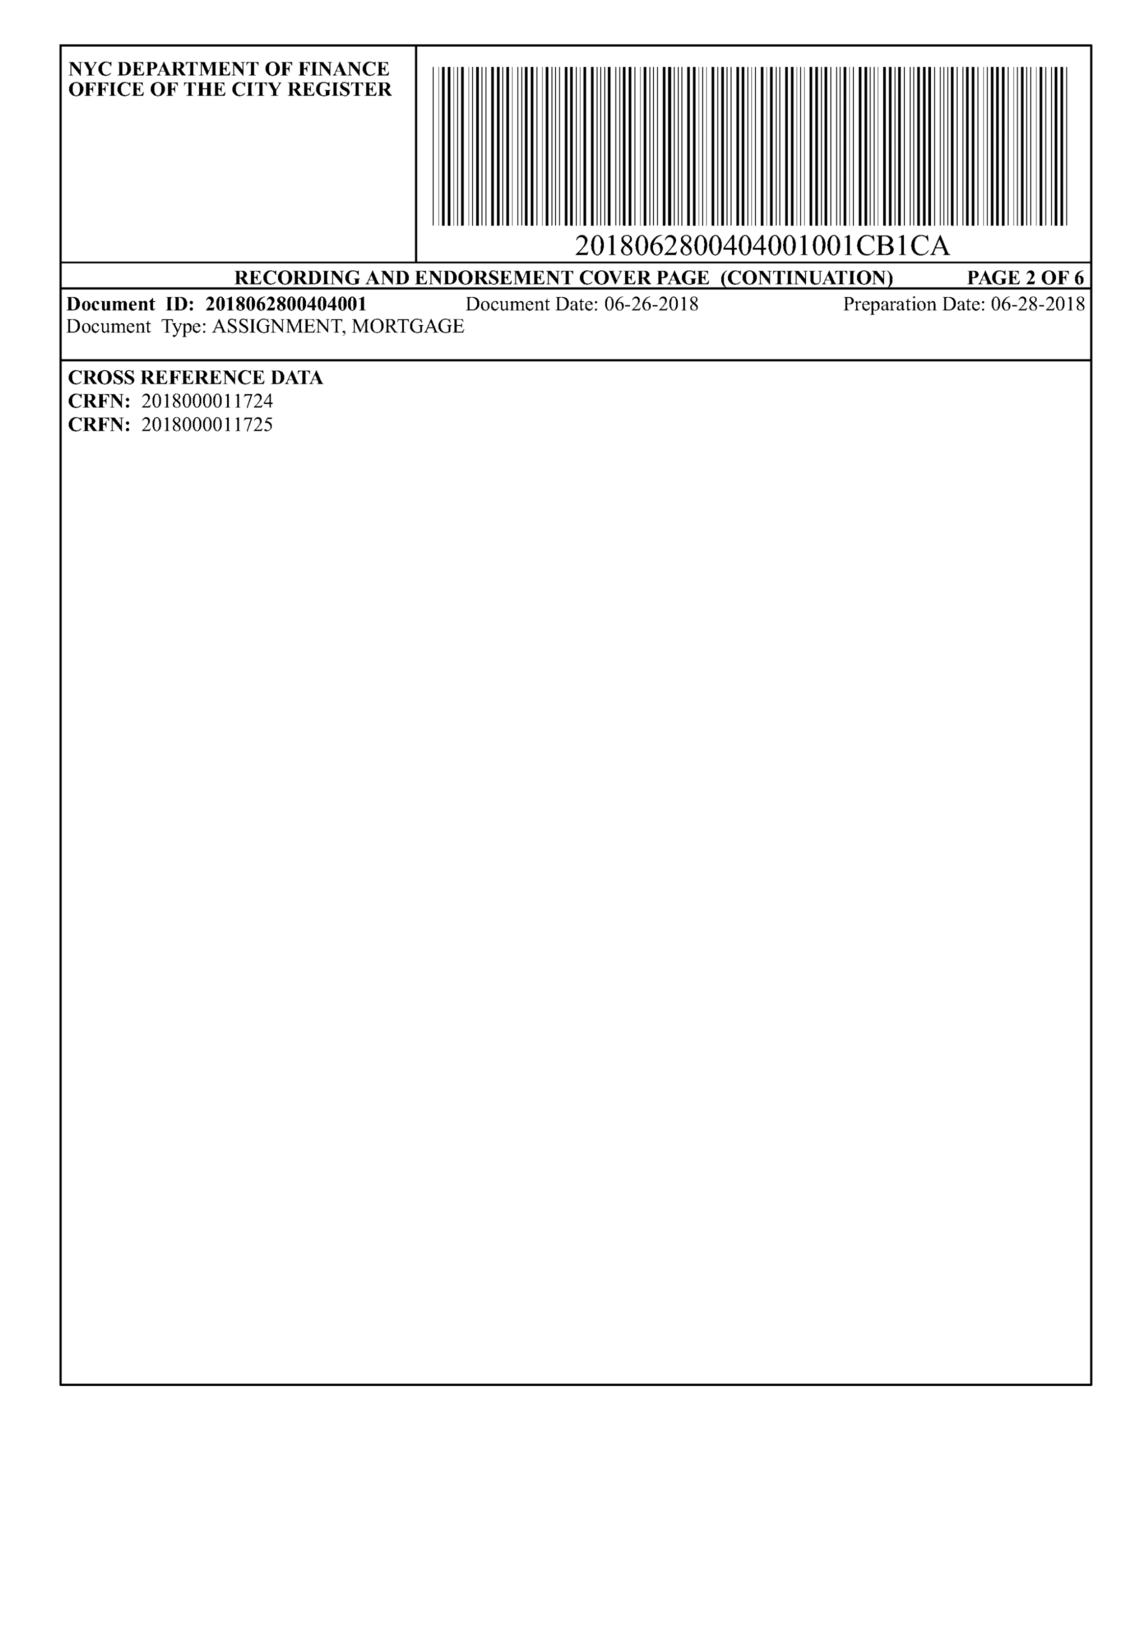 NYC DEPARTMENT OF FINANCE
OFFICE OF THE CITY REGISTER
2018062800404001001CB1CA
RECORDING AND ENDORSEMENT COVER PAGE (CONTINUATION) PAGE 2 OF 6
Document ID: 2018062800404001 Document Date: 06-26-2018 Preparation Date: 06-28-2018
Document Type: ASSIGNMENT, MORTGAGE
CROSS REFERENCE DATA
CRFN: 2018000011724
CRFN: 2018000011725